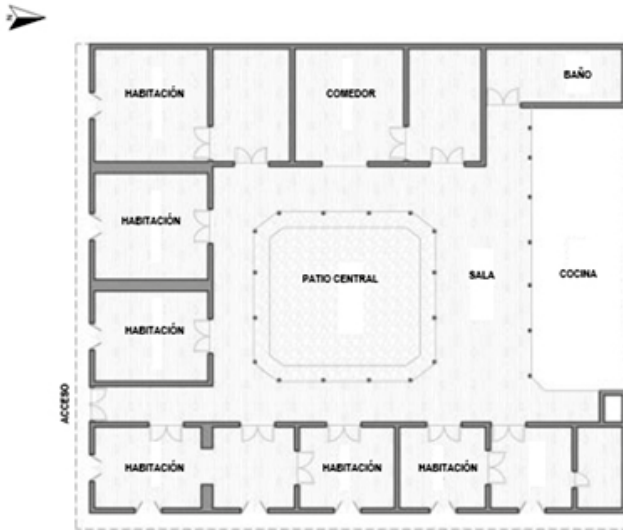 N
BAÑO
HABITACIÓN
COMEDOR
HABITACIÓN
PATIO CENTRAL
SALA
COCINA
HABITACIÓN
ACCESO
HABITACIÓN
HABITACIÓN
HABITACIÓN